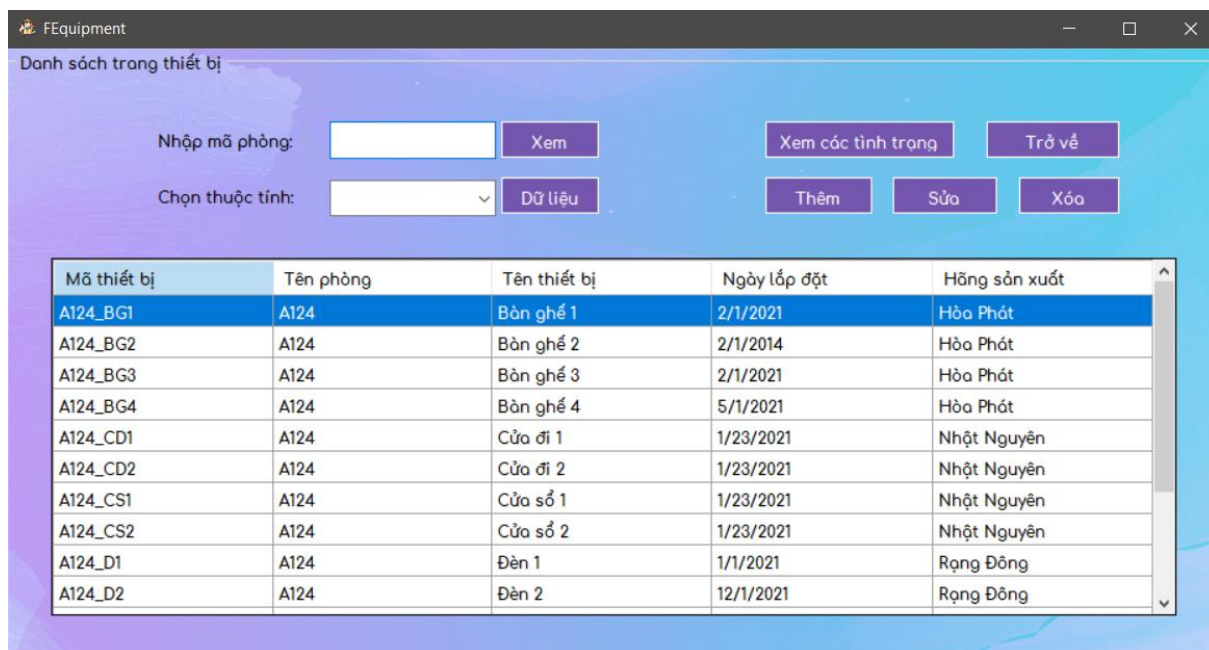 FEquipment
Danh sách trang thiết bị
Nhập mã phòng: Xem Xem các tình trạng Trở về
Chọn thuộc tính: Dữ liệu Thêm Sửa Xóa
Mã thiết bị Tên phòng Tên thiết bị Ngày lắp đặt Hãng sản xuất
A124_BG1 A124 Bàn ghế 1 2/1/2021 Hòa Phát
A124_BG2 A124 Bàn ghế 2 2/1/2014 Hòa Phát
A124_BG3 A124 Bàn ghế 3 2/1/2021 Hòa Phát
A124_BG4 A124 Bàn ghế 4 5/1/2021 Hòa Phát
A124_CD1 A124 Cửa đi 1 1/23/2021 Nhật Nguyên
A124_CD2 A124 Cửa đi 2 1/23/2021 Nhật Nguyên
A124_CS1 A124 Cửa sổ 1 1/23/2021 Nhật Nguyên
A124_CS2 A124 Cửa sổ 2 1/23/2021 Nhật Nguyên
A124_D1 A124 Đèn 1 1/1/2021 Rạng Đông
A124_D2 A124 Đèn 2 12/1/2021 Rạng Đông